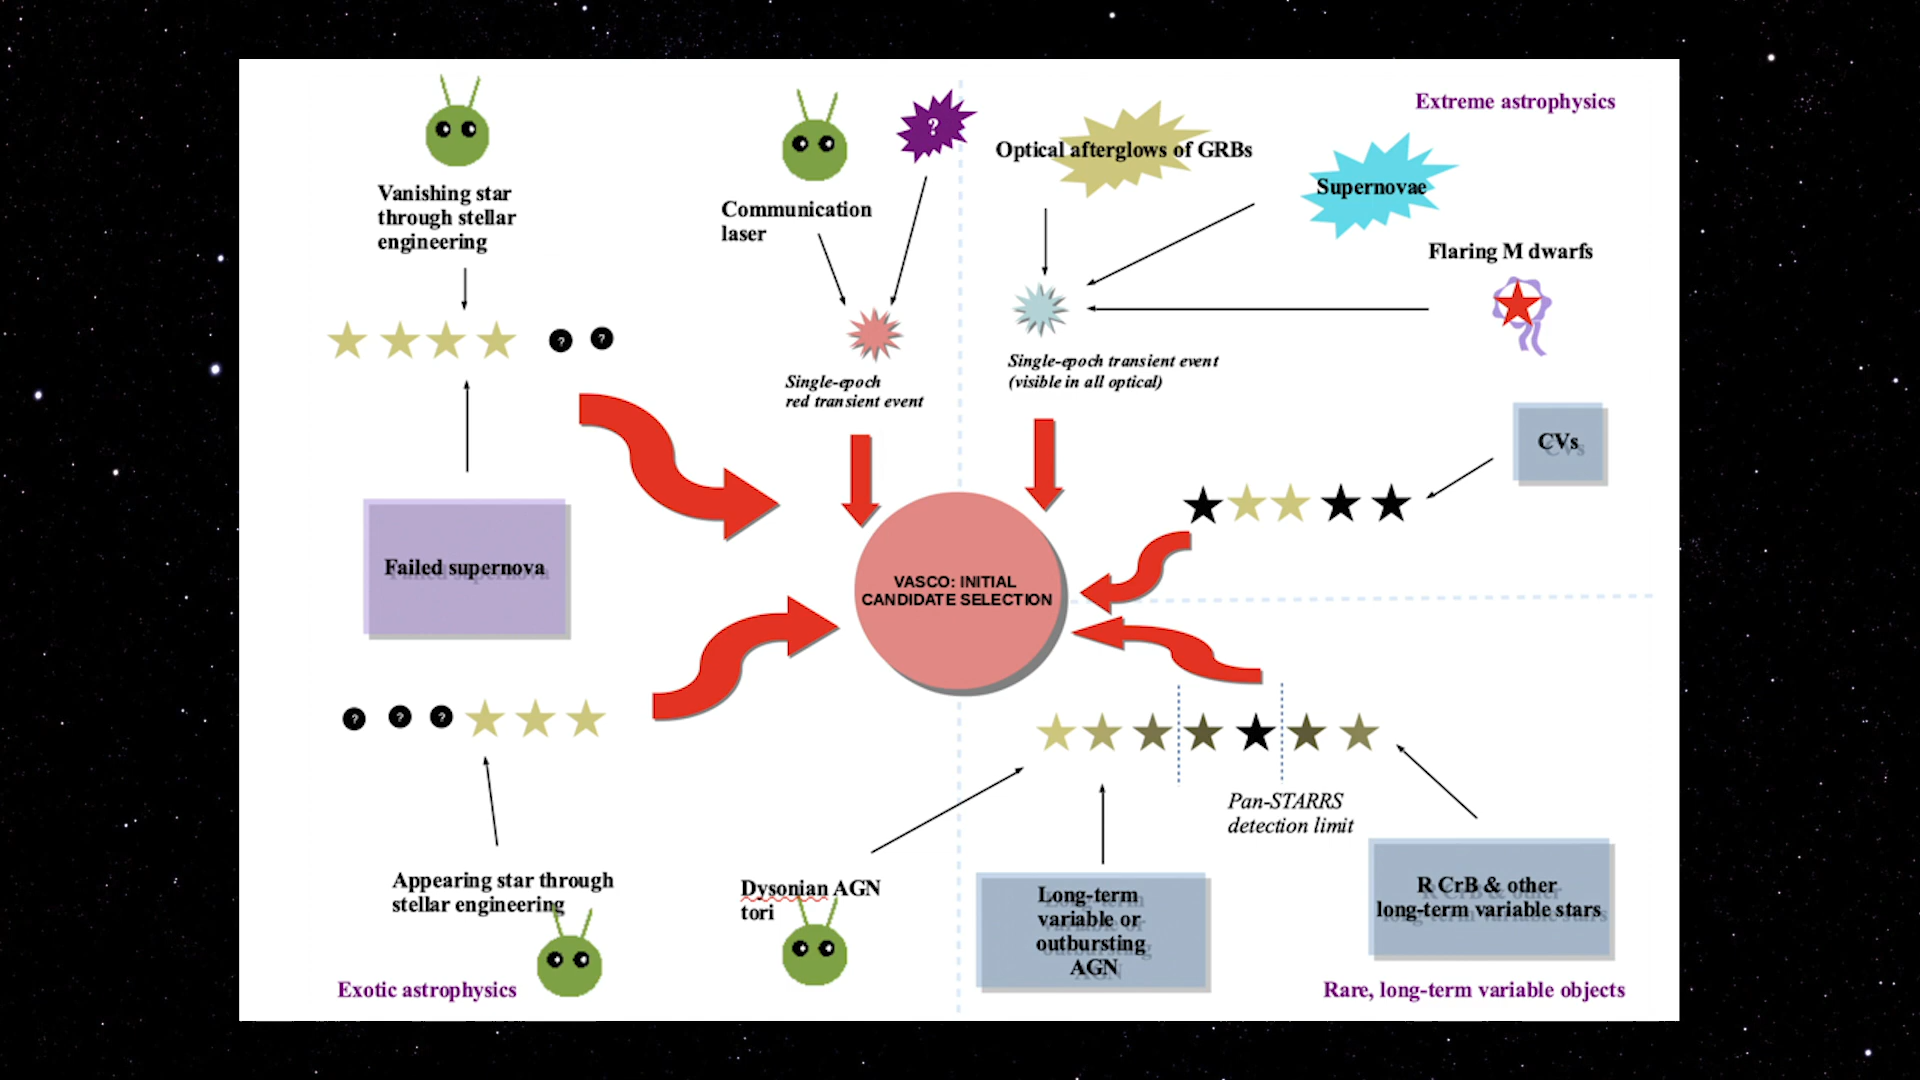 Extreme astrophysics
Vanishing star
through stellar
engineering
Communication
laser
?
Optical afterglows of GRBs
Supernovae
Flaring M dwarfs
? ?
Single-epoch
red transient event
Single-epoch transient event
(visible in all optical)
CVs
Failed supernova
VASCO: INITIAL
CANDIDATE SELECTION
? ? ?
Pan-STARRS
detection limit
Appearing star through
stellar engineering
Dysonian AGN
tori
Long-term
variable or
outbursting
AGN
R CrB & other
long-term variable stars
Exotic astrophysics
Rare, long-term variable objects